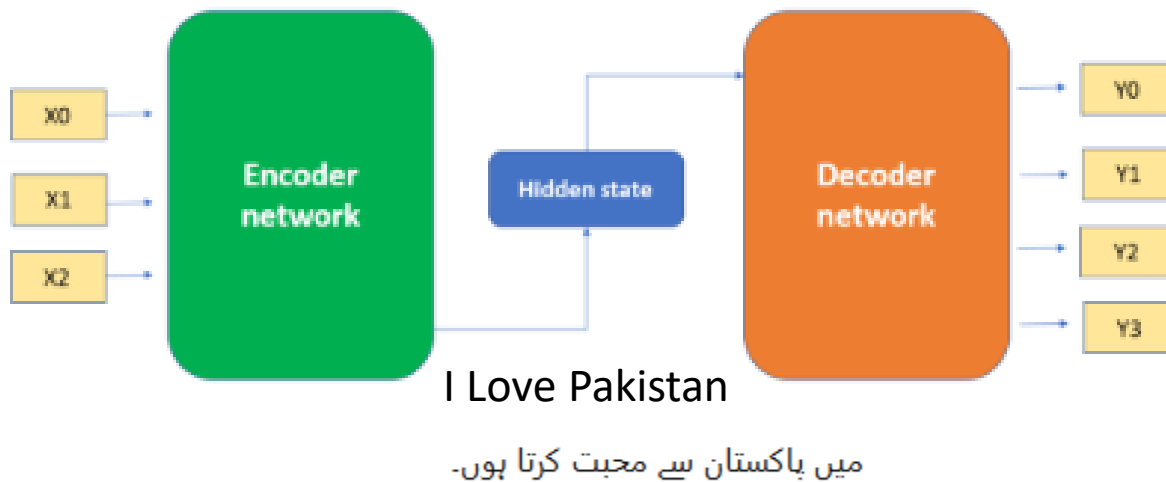 X0
X1
X2
Encoder
network
Hidden state
Decoder
network
Y0
Y1
Y2
Y3
I Love Pakistan
میں پاکستان سے محبت کرتا ہوں۔